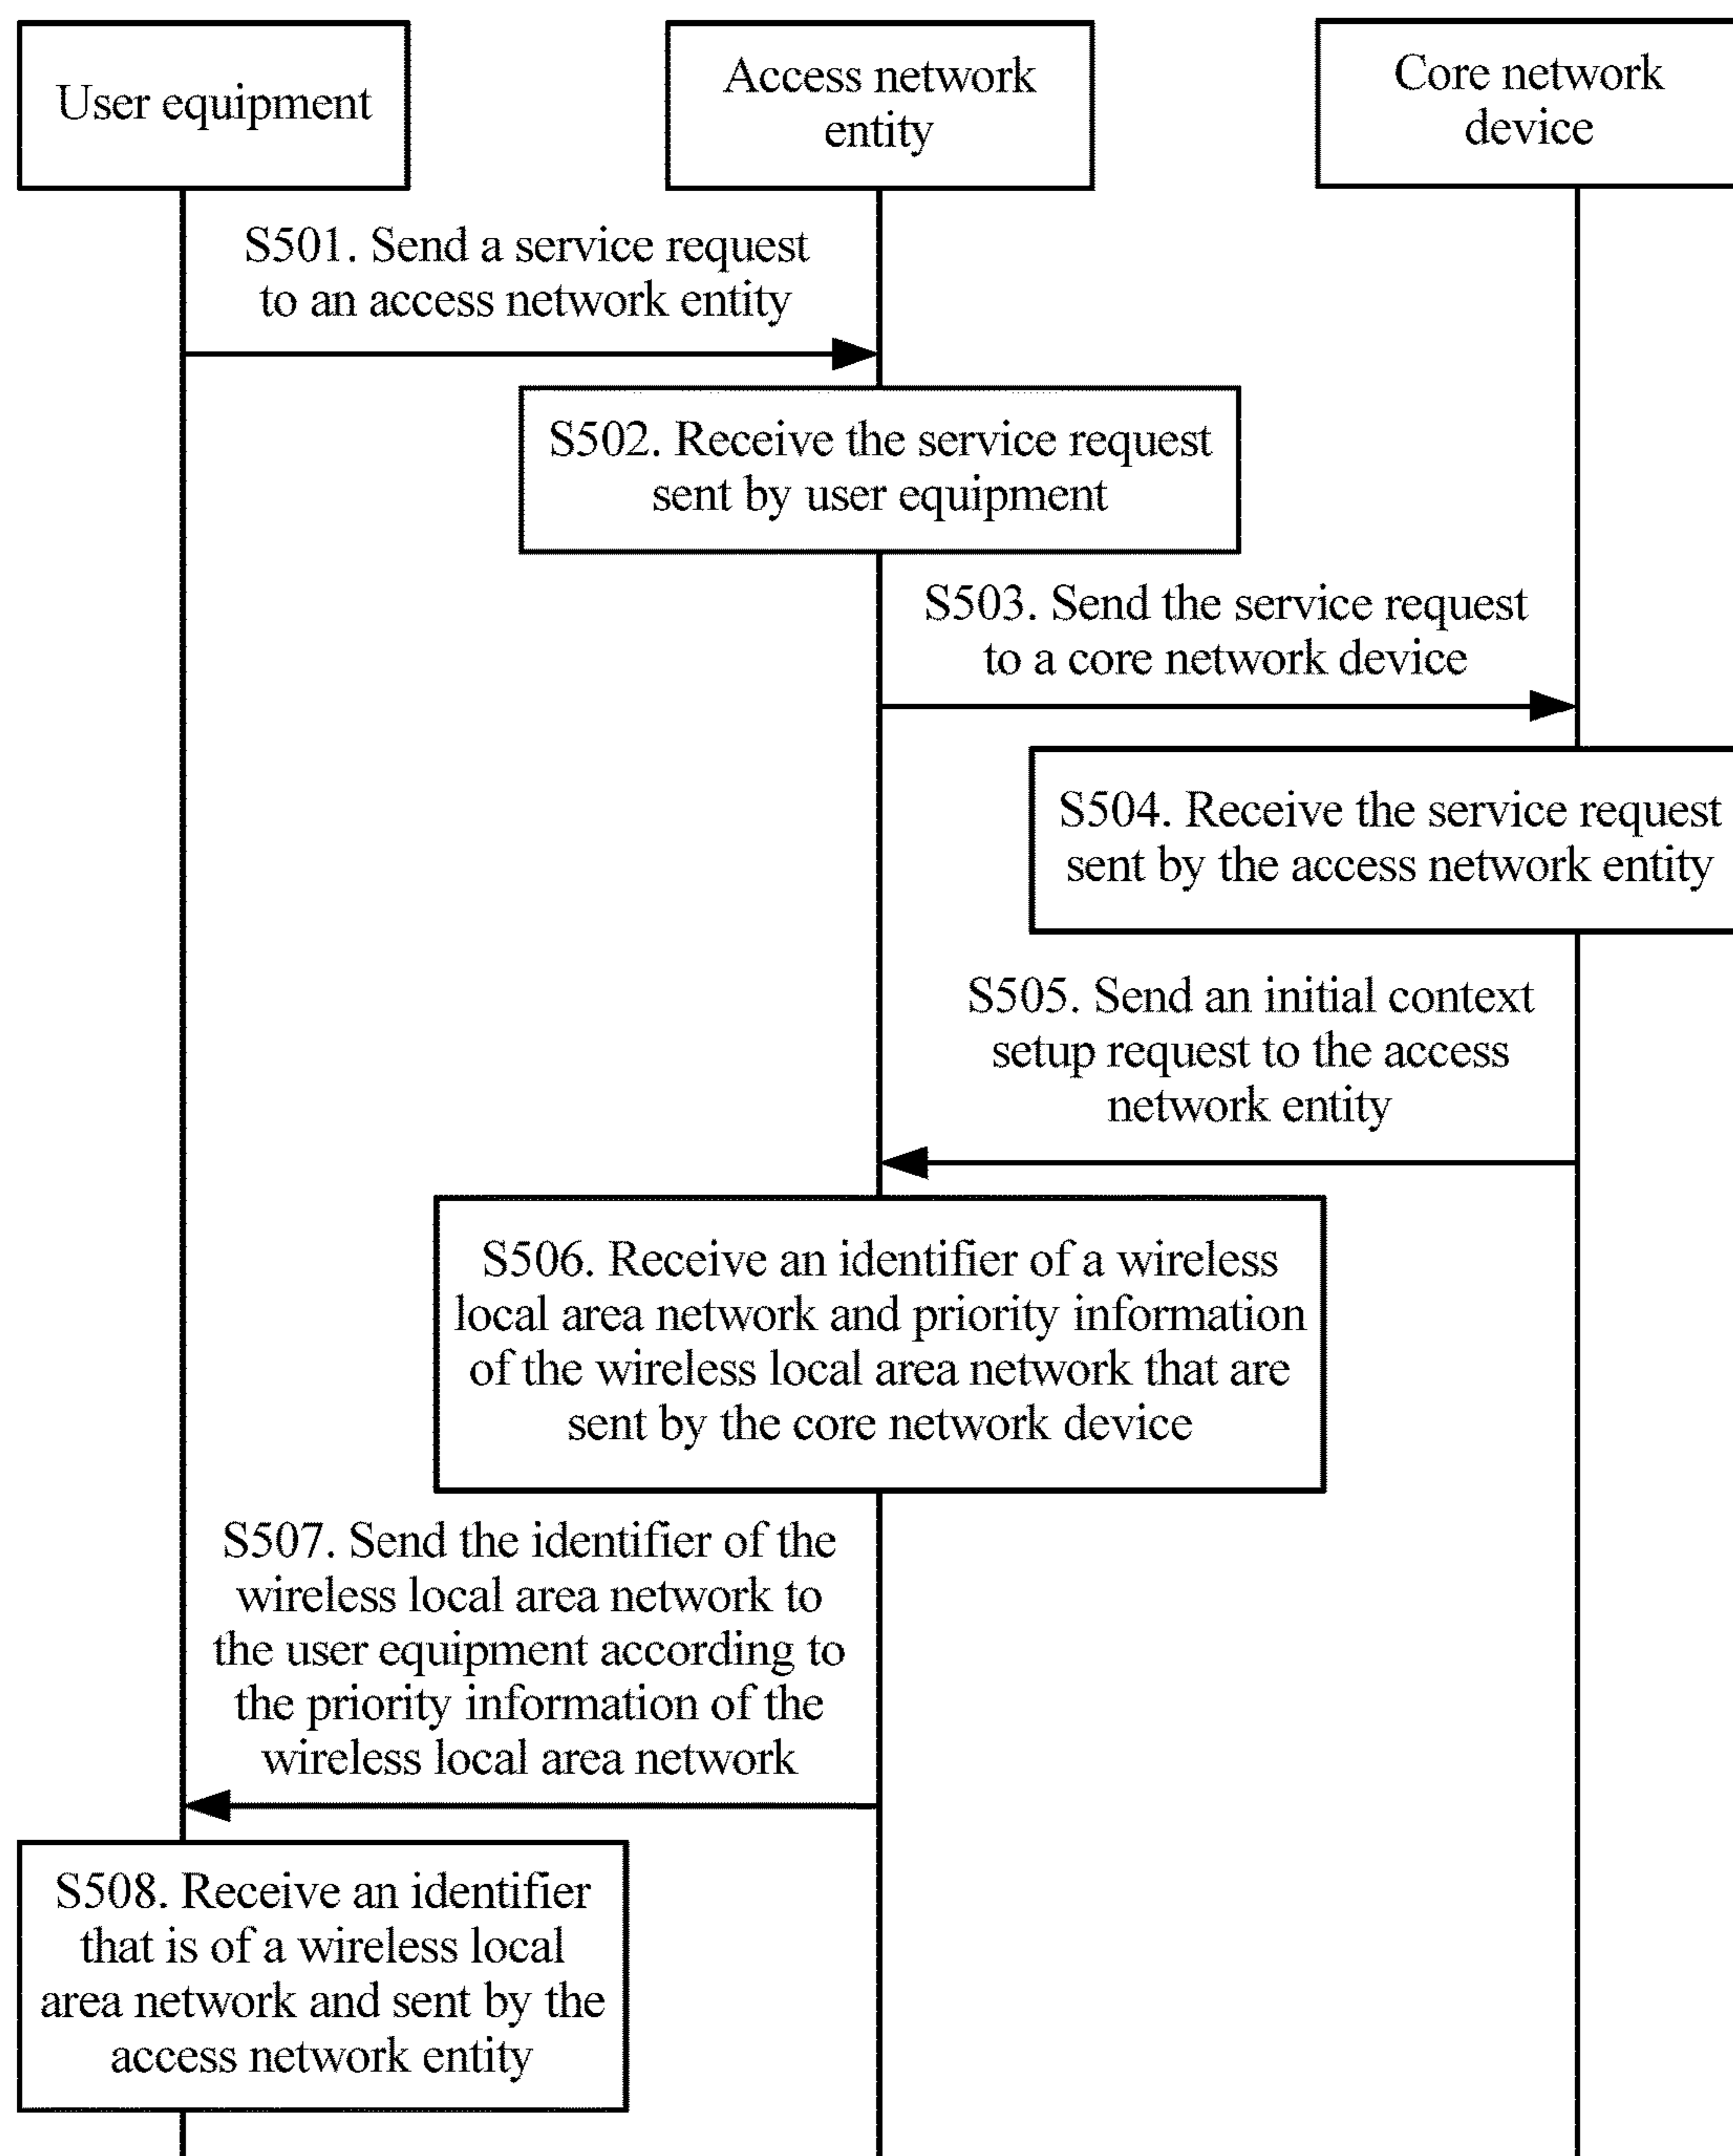 User equipment
Access network
entity
Core network
device
S501. Send a service request
to an access network entity
S502. Receive the service request
sent by user equipment
S503. Send the service request
to a core network device
S504. Receive the service request
sent by the access network entity
S505. Send an initial context
setup request to the access
network entity
S506. Receive an identifier of a wireless
local area network and priority information
of the wireless local area network that are
sent by the core network device
S507. Send the identifier of the
wireless local area network to
the user equipment according to
the priority information of the
wireless local area network
S508. Receive an identifier
that is of a wireless local
area network and sent by the
access network entity